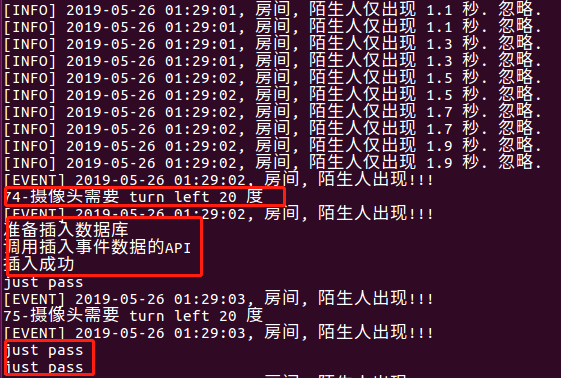 [INFO] 2019-05-26 01:29:01, 房间, 陌生人仅出现 1.1 秒. 忽略.
[INFO] 2019-05-26 01:29:01, 房间, 陌生人仅出现 1.1 秒. 忽略.
[INFO] 2019-05-26 01:29:01, 房间, 陌生人仅出现 1.3 秒. 忽略.
[INFO] 2019-05-26 01:29:01, 房间, 陌生人仅出现 1.3 秒. 忽略.
[INFO] 2019-05-26 01:29:02, 房间, 陌生人仅出现 1.5 秒. 忽略.
[INFO] 2019-05-26 01:29:02, 房间, 陌生人仅出现 1.5 秒. 忽略.
[INFO] 2019-05-26 01:29:02, 房间, 陌生人仅出现 1.7 秒. 忽略.
[INFO] 2019-05-26 01:29:02, 房间, 陌生人仅出现 1.7 秒. 忽略.
[INFO] 2019-05-26 01:29:02, 房间, 陌生人仅出现 1.9 秒. 忽略.
[INFO] 2019-05-26 01:29:02, 房间, 陌生人仅出现 1.9 秒. 忽略.
[EVENT] 2019-05-26 01:29:02, 房间, 陌生人出现!!!
74-摄像头需要 turn left 20 度
[EVENT] 2019-05-26 01:29:02, 房间, 陌生人出现!!!
准备插入数据库
调用插入事件数据的API
插入成功
just pass
[EVENT] 2019-05-26 01:29:03, 房间, 陌生人出现!!!
75-摄像头需要 turn left 20 度
[EVENT] 2019-05-26 01:29:03, 房间, 陌生人出现!!!
just pass
just pass